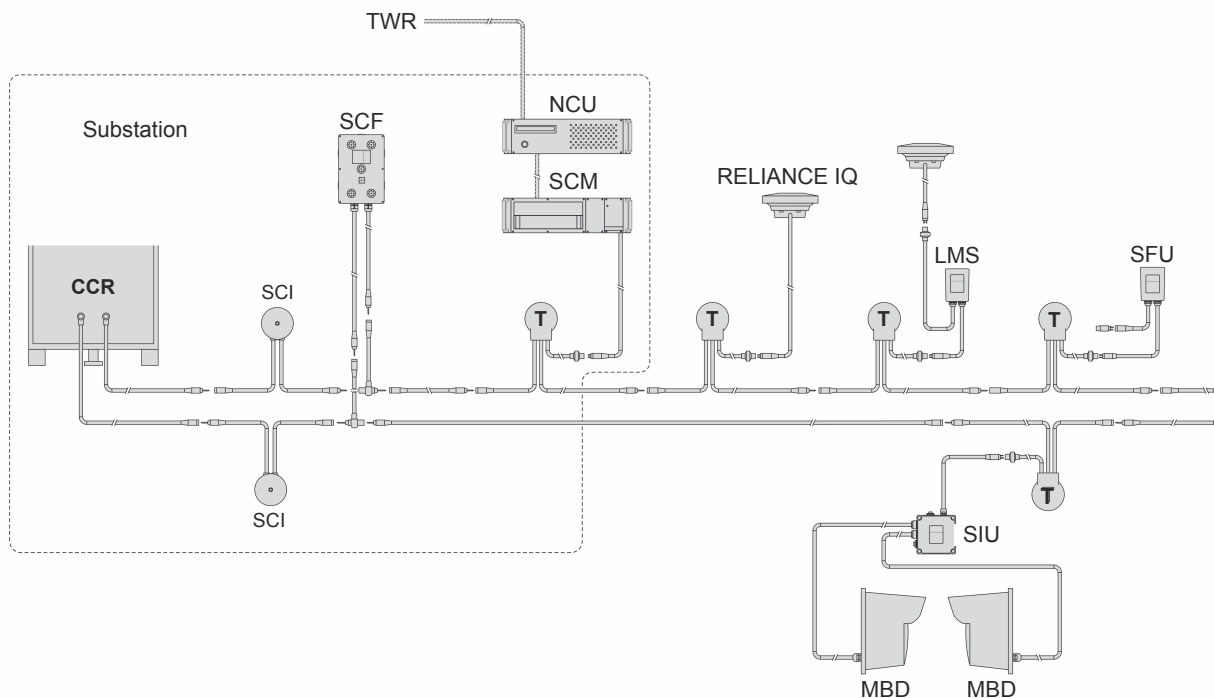 TWR
NCU
Substation
SCF
SCM
RELIANCE IQ
LMS
SFU
CCR
SCI
T
T
T
T
SCI
T
SIU
MBD
MBD